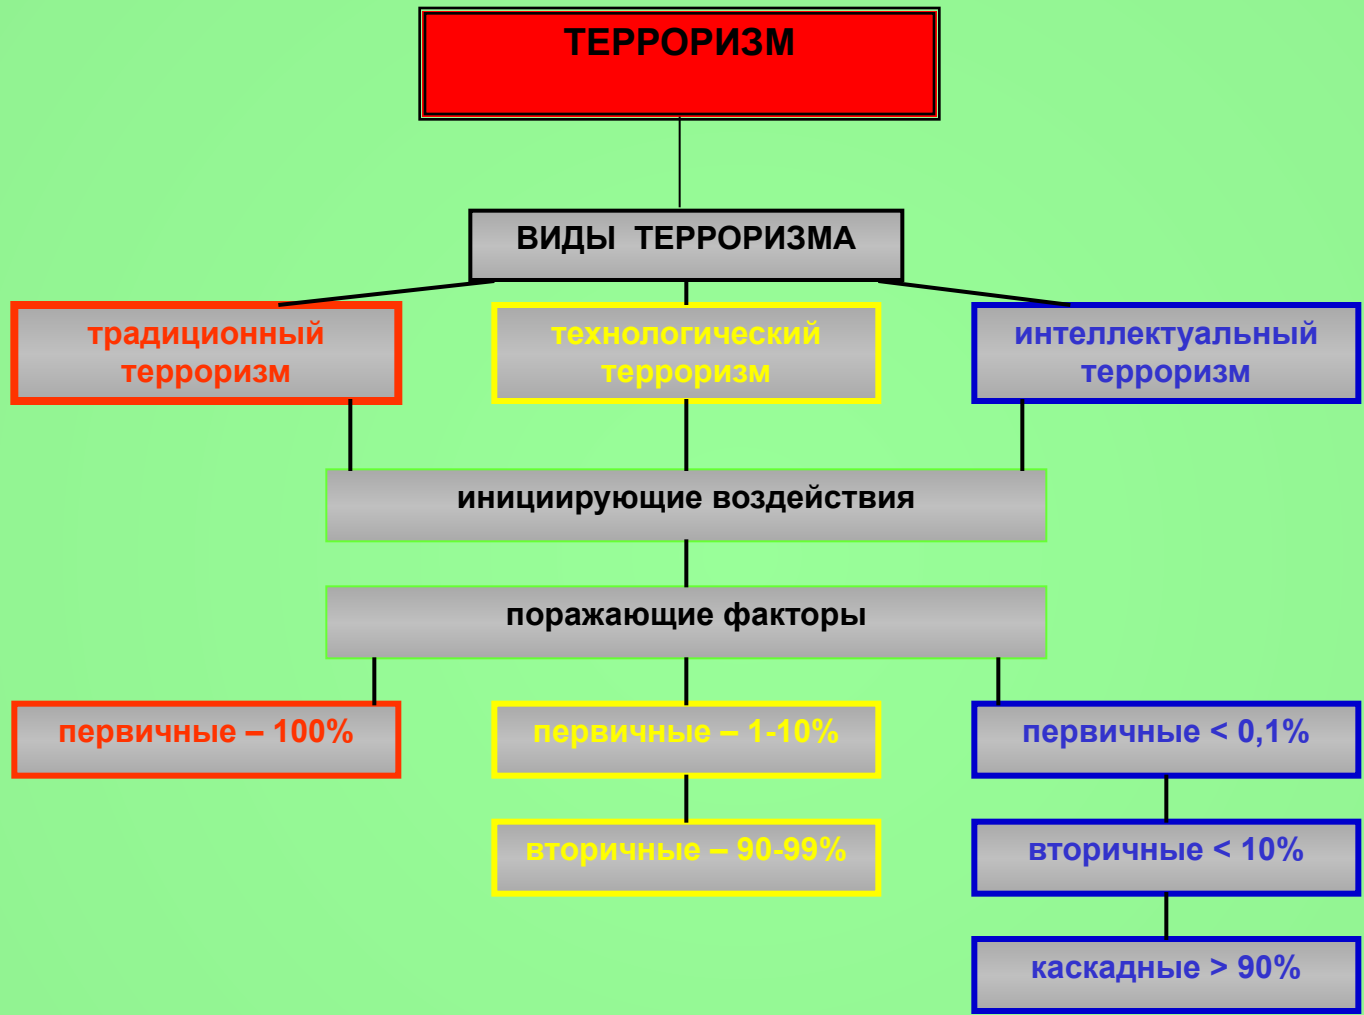 ТЕРРОРИЗМ
ВИДЫ ТЕРРОРИЗМА
традиционный
терроризм
технологический
терроризм
интеллектуальный
терроризм
инициирующие воздействия
поражающие факторы
первичные – 100%
первичные – 1-10%
первичные < 0,1%
вторичные – 90-99%
вторичные < 10%
каскадные > 90%